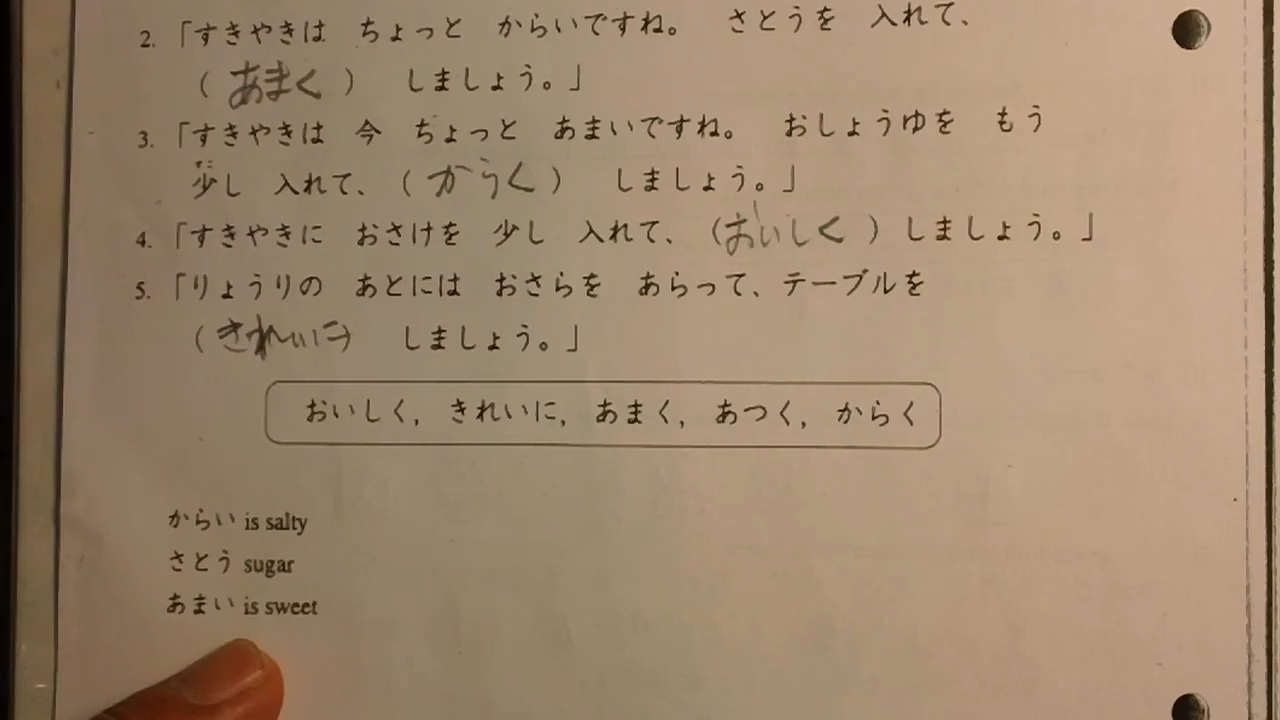 2. 「すきやきは ちょっと からいですね。 さとうを 入れて、
(あまく) しましょう。」
3. 「すきやきは 今 ちょっと あまいですね。 おしょうゆを もう
すこ
少し 入れて、(からく) しましょう。」
4. 「すきやきに おさけを 少し 入れて、 (おいしく) しましょう。」
5. 「りょうりの あとには おさらを あらって、テーブルを
(きれいに) しましょう。」
おいしく, きれいに, あまく, あつく, からく
からい is salty
さとう sugar
あまい is sweet